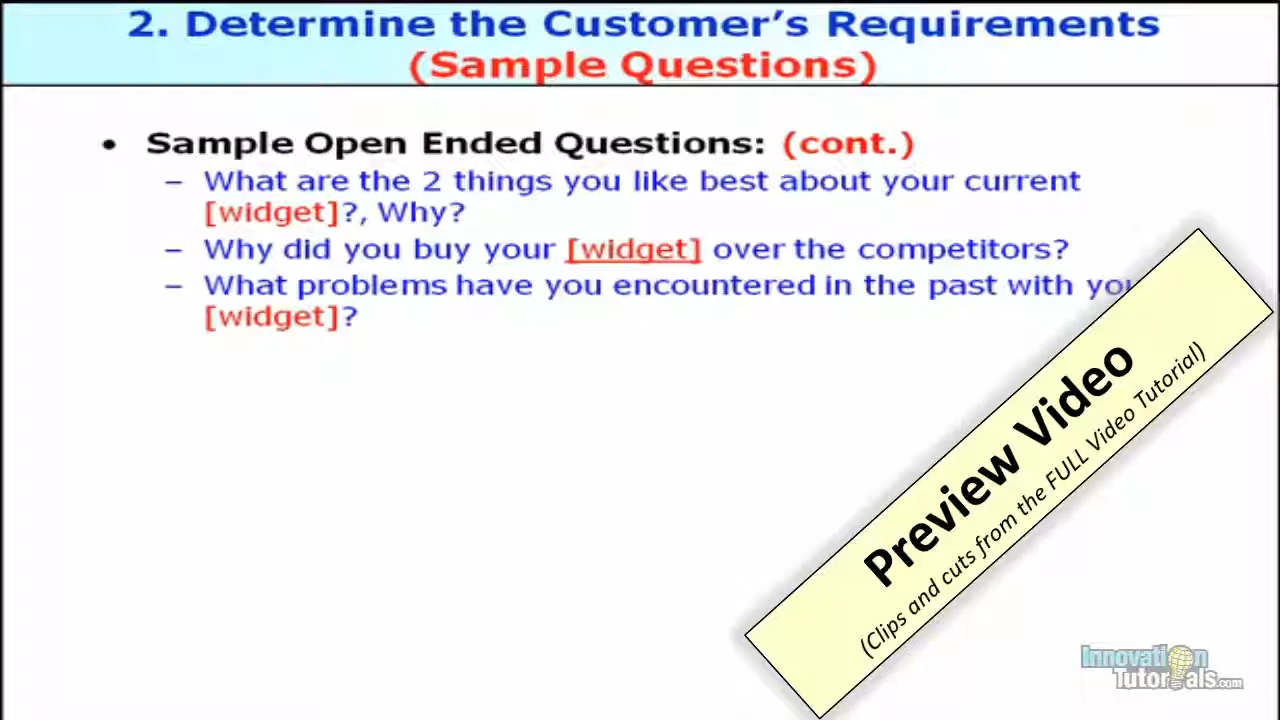 2. Determine the Customer's Requirements
(Sample Questions)
• Sample Open Ended Questions: (cont.)
– What are the 2 things you like best about your current
[widget]?, Why?
– Why did you buy your [widget] over the competitors?
– What problems have you encountered in the past with you
[widget]?
Preview Video
(Clips and cuts from the FULL Video Tutorial)
Innovation
Tutorials.com